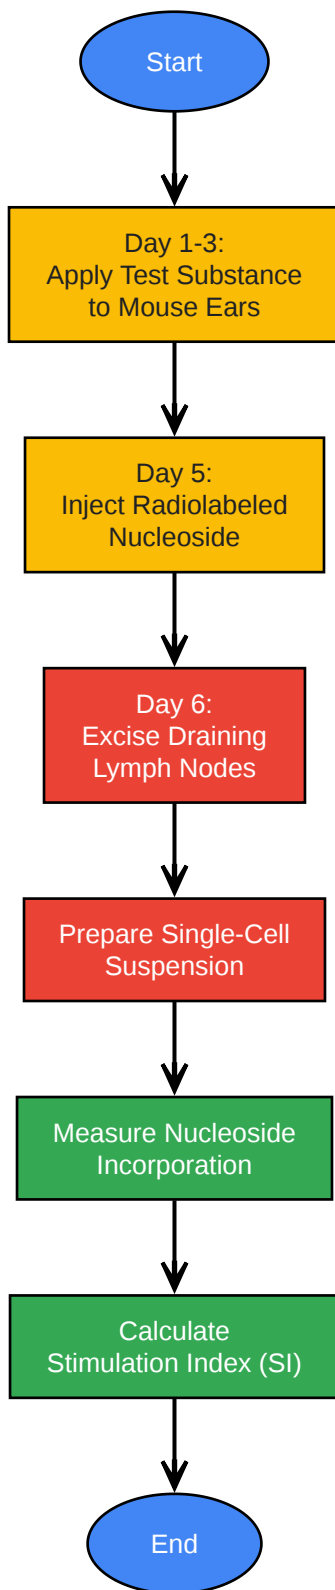 Start
Day 1-3:
Apply Test Substance
to Mouse Ears
Day 5:
Inject Radiolabeled
Nucleoside
Day 6:
Excise Draining
Lymph Nodes
Prepare Single-Cell
Suspension
Measure Nucleoside
Incorporation
Calculate
Stimulation Index (SI)
End